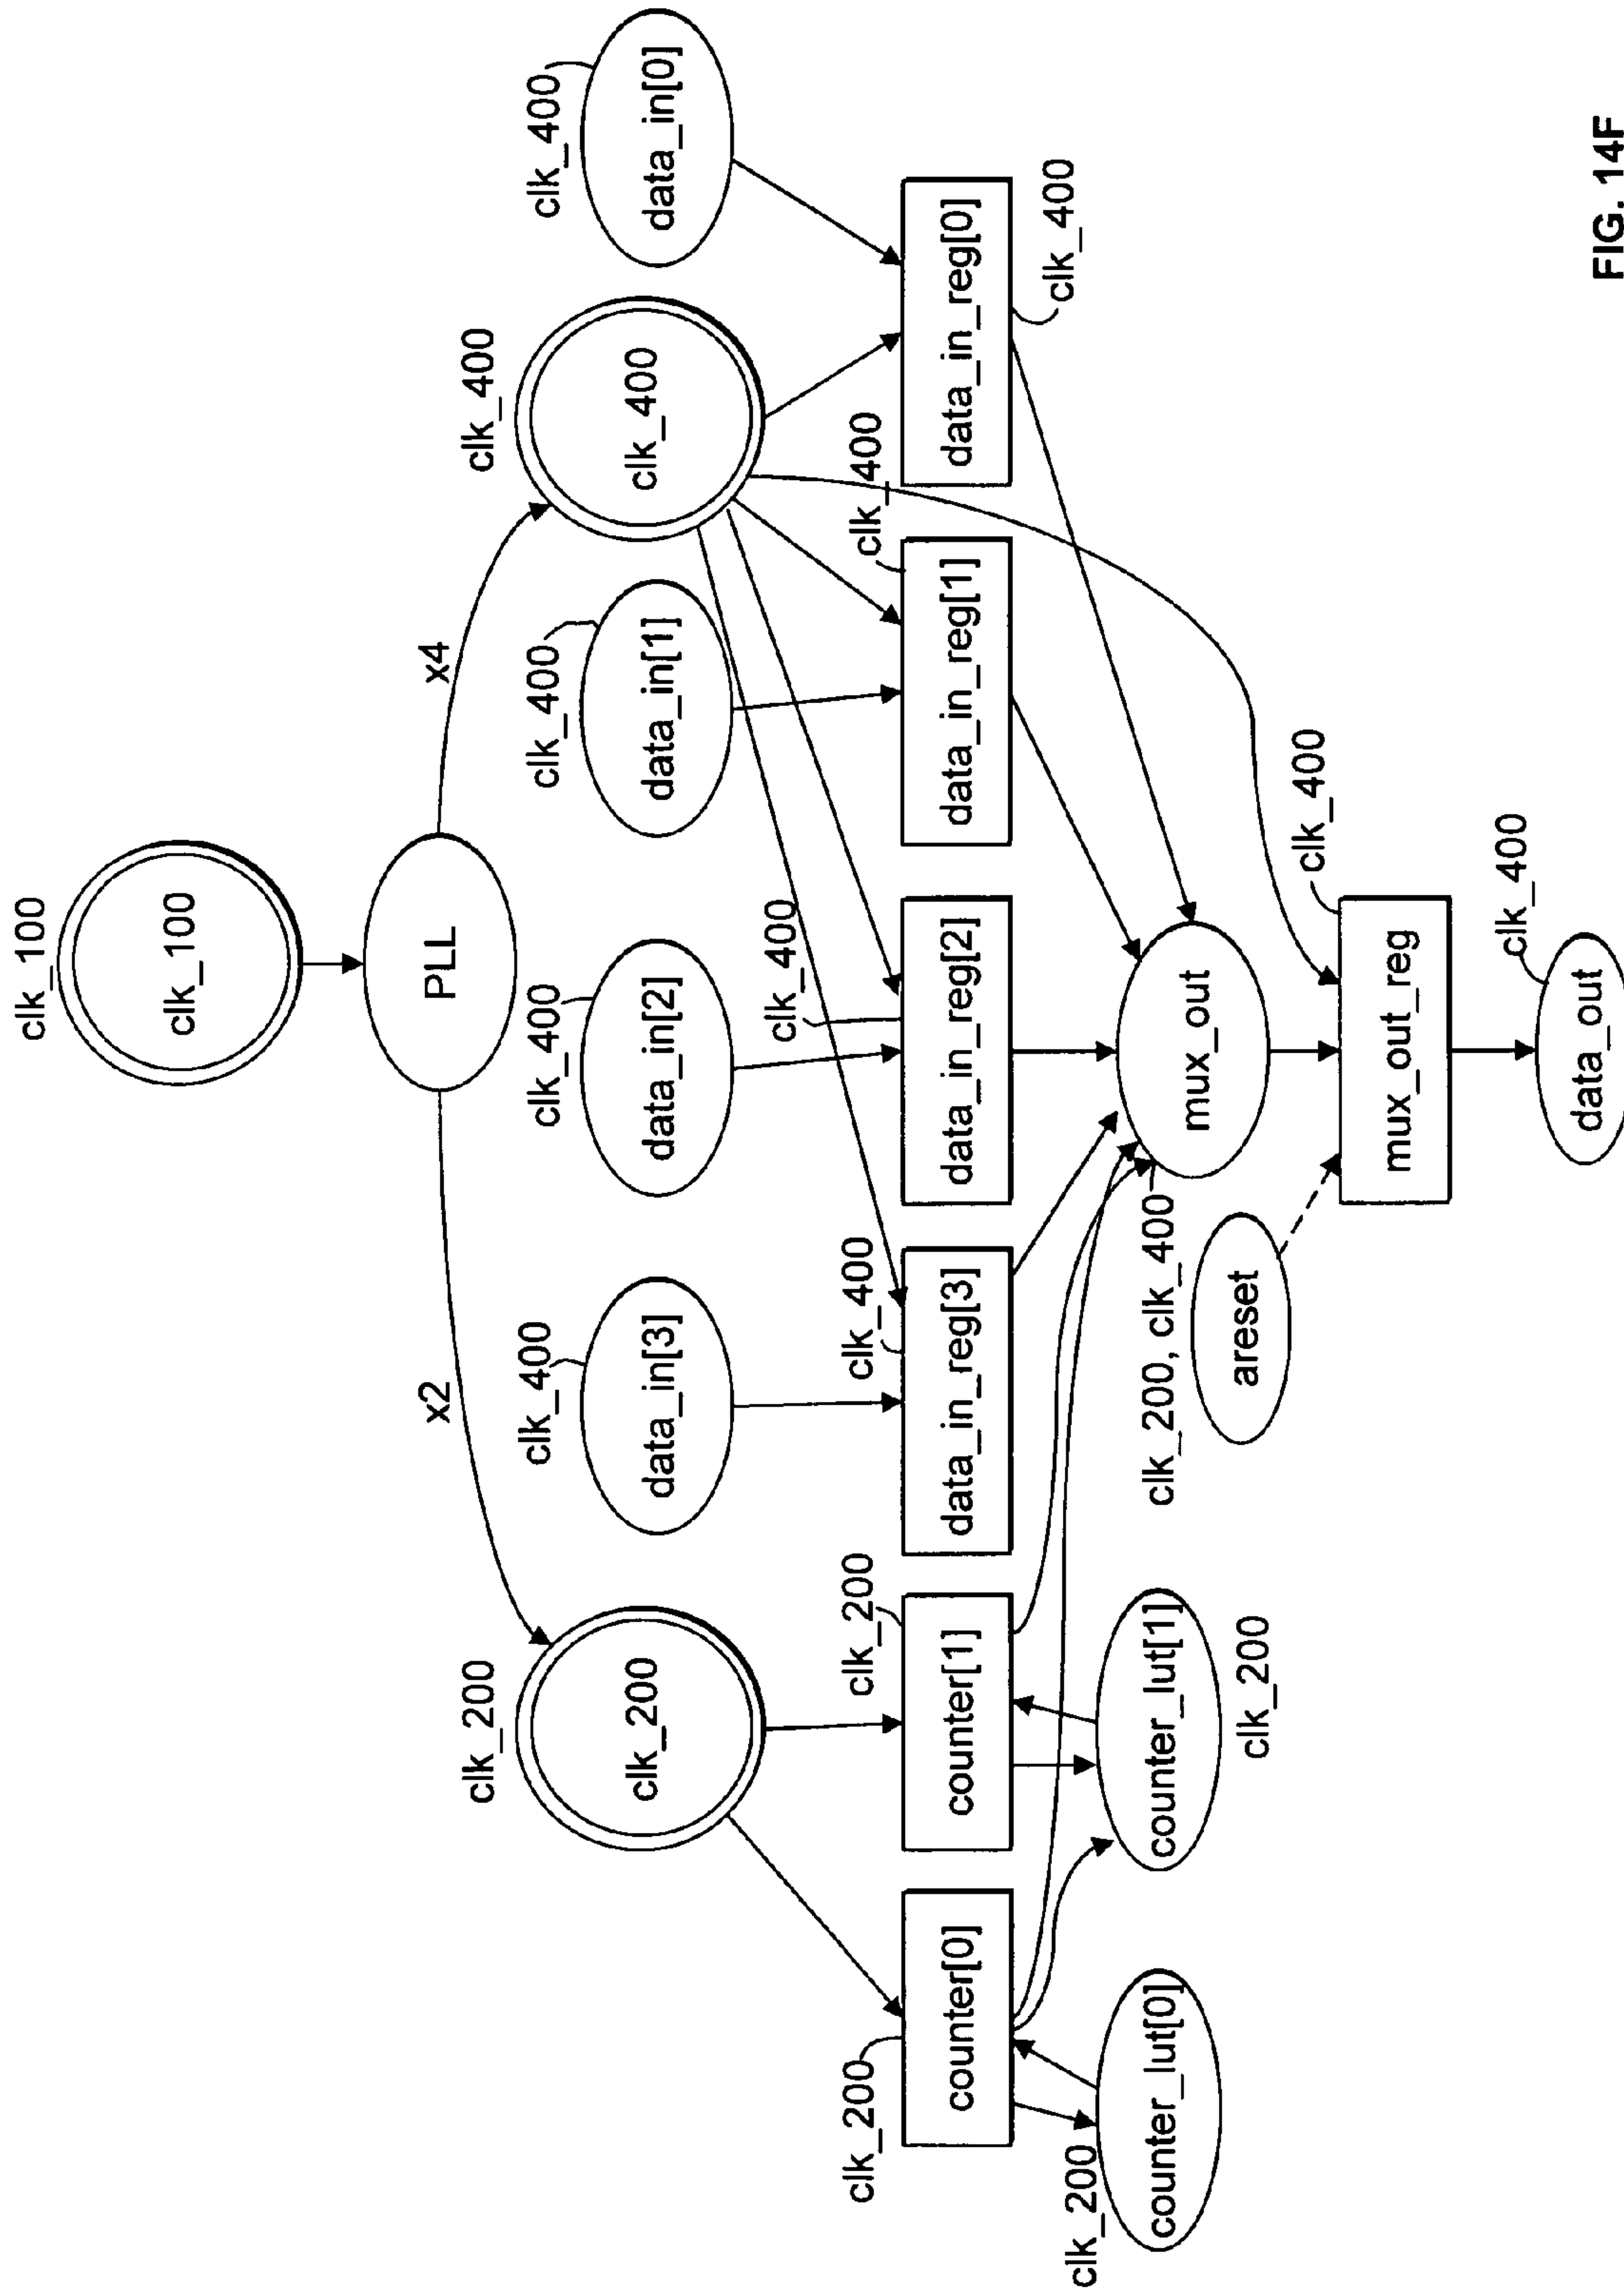 clk_100
clk_100
PLL
x2
x4
clk_200
clk_200
clk_400
clk_400
clk_400
data_in[3]
clk_400
data_in[2]
clk_400
data_in[1]
clk_400
data_in[0]
clk_200
counter[0]
clk_200
counter[1]
clk_400
data_in_reg[3]
clk_400
data_in_reg[2]
clk_400
data_in_reg[1]
data_in_reg[0]
clk_400
clk_200
counter_lut[0]
counter_lut[1]
clk_200
clk_200, clk_400
mux_out
areset
clk_400
mux_out_reg
clk_400
data_out
FIG. 14F